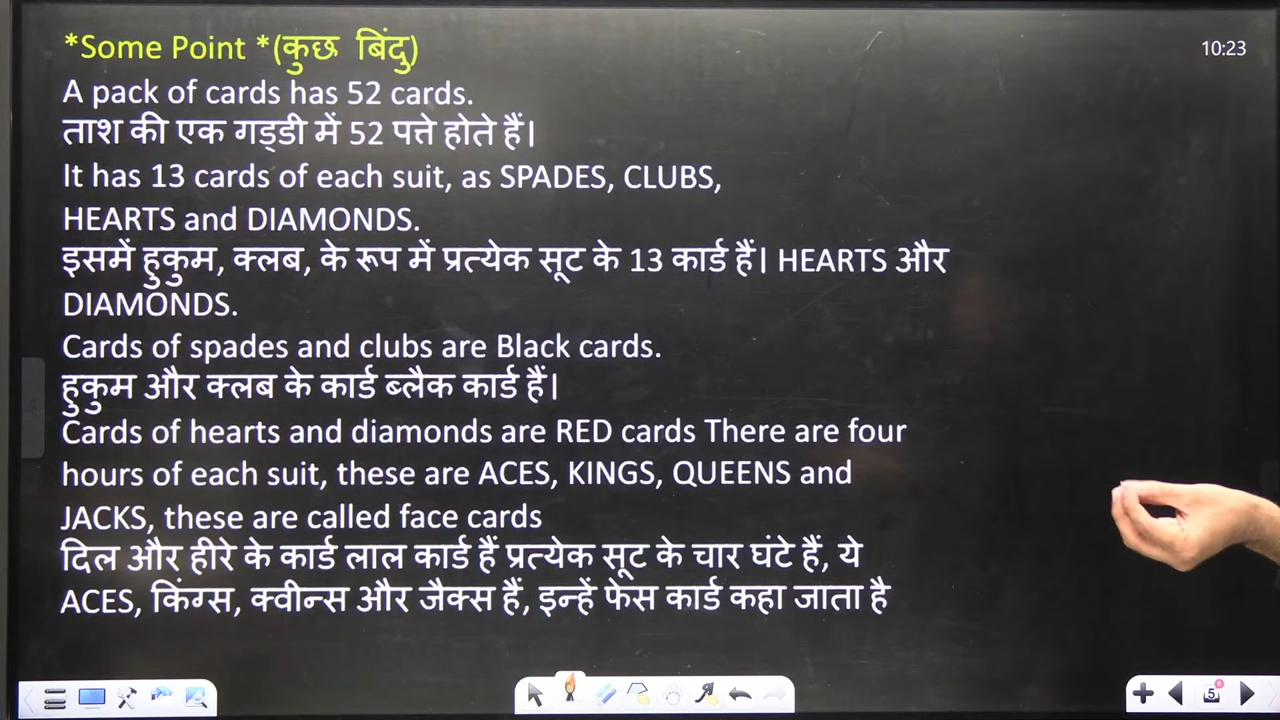 *Some Point *(कुछ बिंदु)
10:23
A pack of cards has 52 cards.
ताश की एक गड्डी में 52 पत्ते होते हैं।
It has 13 cards of each suit, as SPADES, CLUBS,
HEARTS and DIAMONDS.
इसमें हुकुम, क्लब, के रूप में प्रत्येक सूट के 13 कार्ड हैं। HEARTS और
DIAMONDS.
Cards of spades and clubs are Black cards.
हुकुम और क्लब के कार्ड ब्लैक कार्ड हैं।
Cards of hearts and diamonds are RED cards There are four
hours of each suit, these are ACES, KINGS, QUEENS and
JACKS, these are called face cards
दिल और हीरे के कार्ड लाल कार्ड हैं प्रत्येक सूट के चार घंटे हैं, ये
ACES, किंग्स, क्वीन्स और जैक्स हैं, इन्हें फेस कार्ड कहा जाता है
5